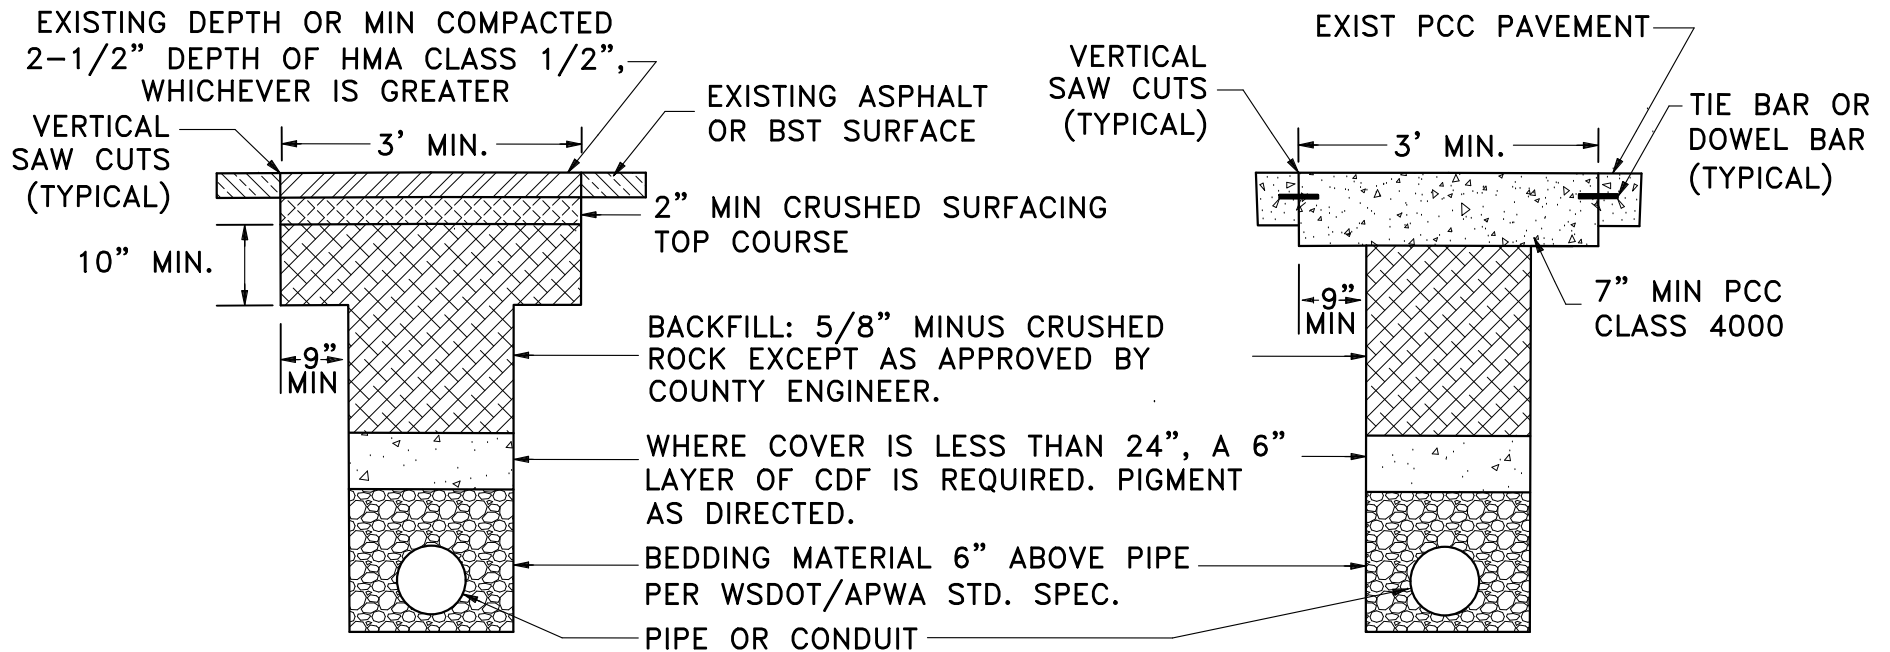 EXISTING DEPTH OR MIN COMPACTED
2-1/2" DEPTH OF HMA CLASS 1/2",
WHICHEVER IS GREATER
VERTICAL
SAW CUTS
(TYPICAL)
3' MIN.
EXISTING ASPHALT
OR BST SURFACE
2" MIN CRUSHED SURFACING
TOP COURSE
10" MIN.
9"
MIN
BACKFILL: 5/8" MINUS CRUSHED
ROCK EXCEPT AS APPROVED BY
COUNTY ENGINEER.
WHERE COVER IS LESS THAN 24", A 6"
LAYER OF CDF IS REQUIRED. PIGMENT
AS DIRECTED.
BEDDING MATERIAL 6" ABOVE PIPE
PER WSDOT/APWA STD. SPEC.
PIPE OR CONDUIT
EXIST PCC PAVEMENT
VERTICAL
SAW CUTS
(TYPICAL)
3' MIN.
TIE BAR OR
DOWEL BAR
(TYPICAL)
9"
MIN
7" MIN PCC
CLASS 4000